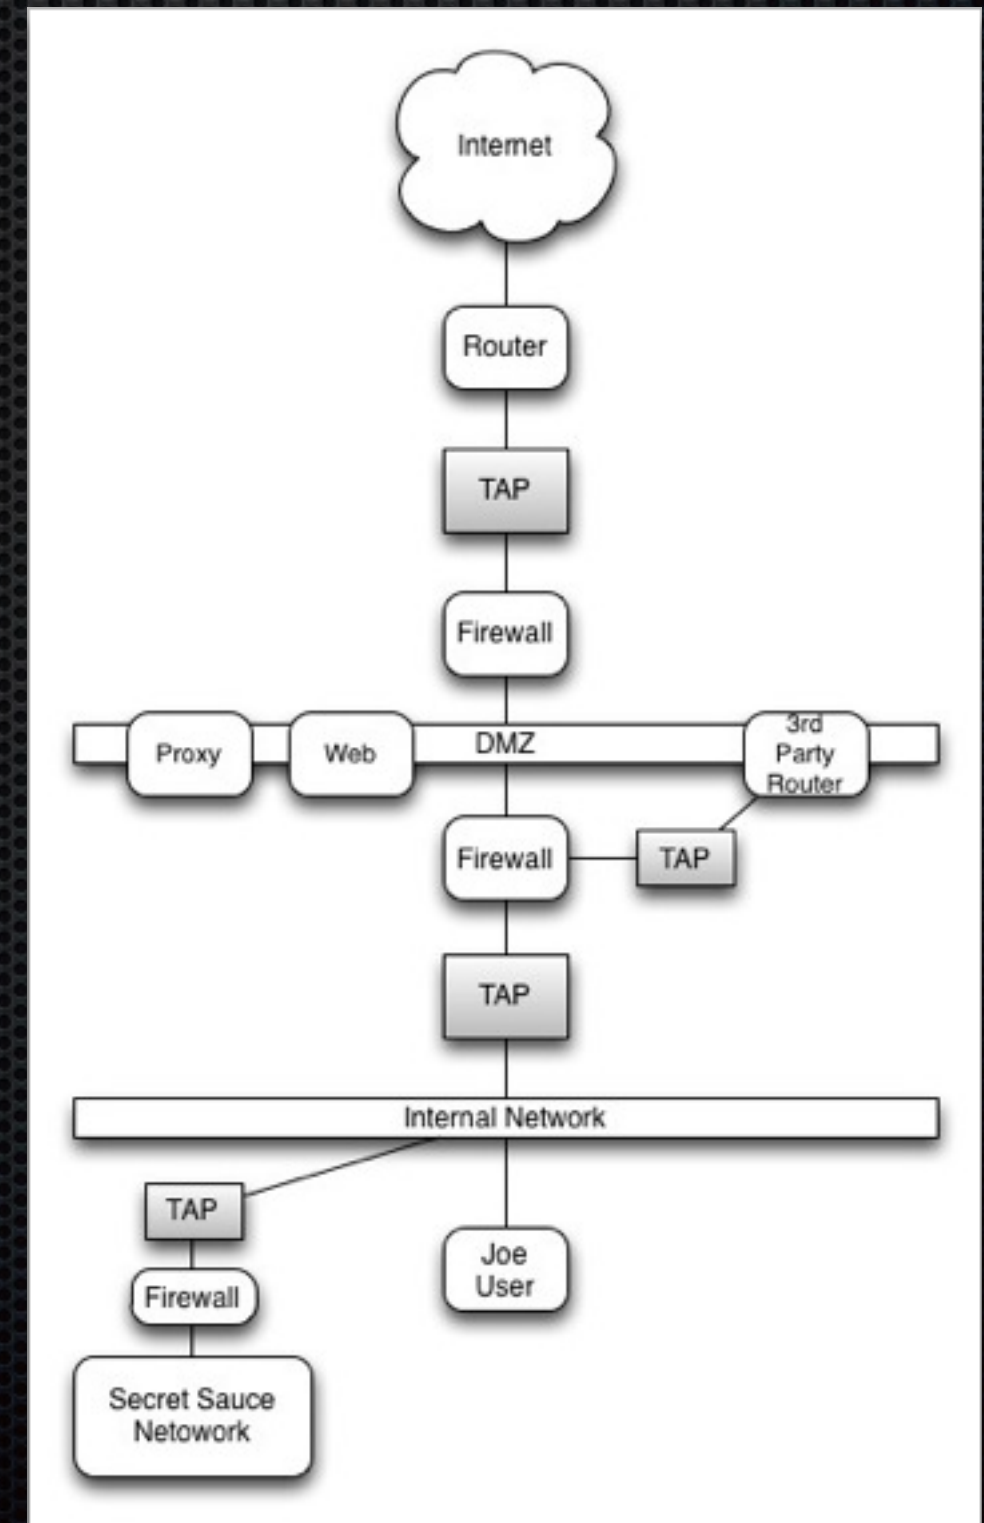 Internet
Router
TAP
Firewall
Proxy
Web
DMZ
3rd
Party
Router
Firewall
TAP
TAP
Internal Network
TAP
Joe
User
Firewall
Secret Sauce
Netowork